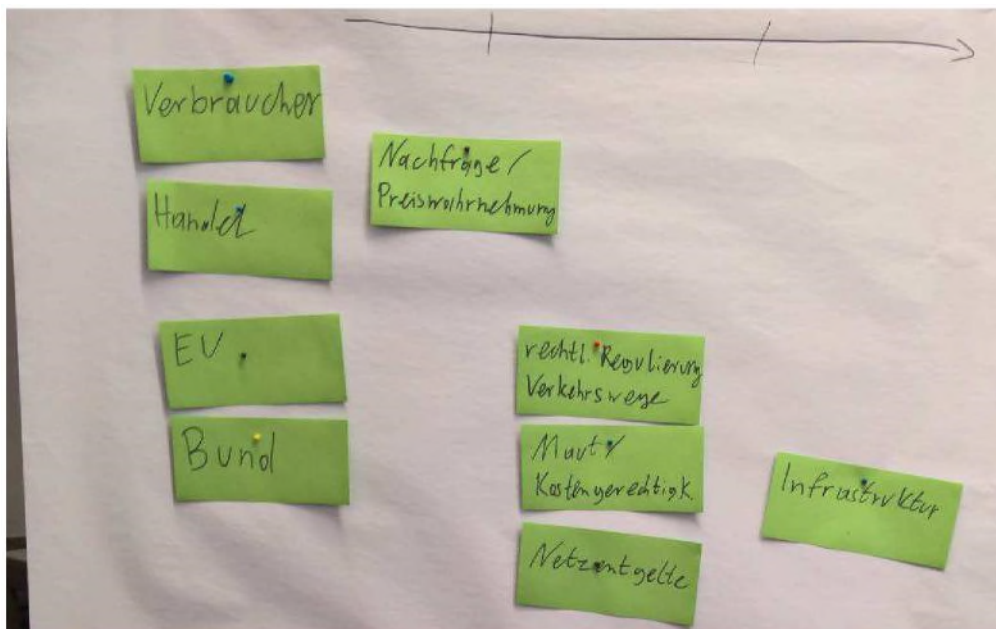 Verbraucher
Nachfrage/
Preiswahrnehmung
Handel
EU
rechtl. Regulierung
Verkehrswege
Bund
Maut/
Kostengerechtigk.
Infrastruktur
Netzentgelte